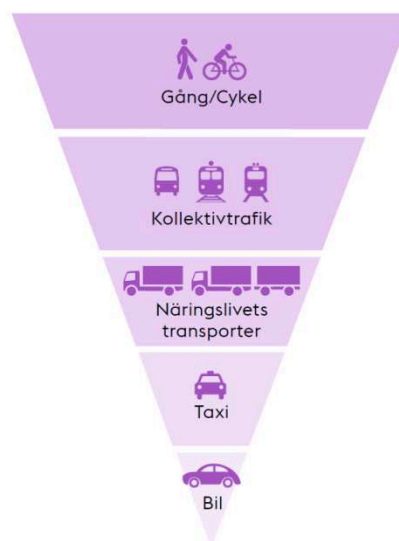 Gång/Cykel
Kollektivtrafik
Näringslivets
transporter
Taxi
Bil